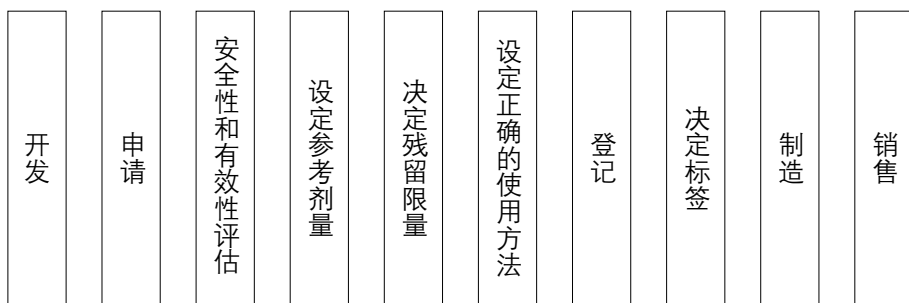 开发
申请
安全性和有效性评估
设定参考剂量
决定残留限量
设定正确的使用方法
登记
决定标签
制造
销售